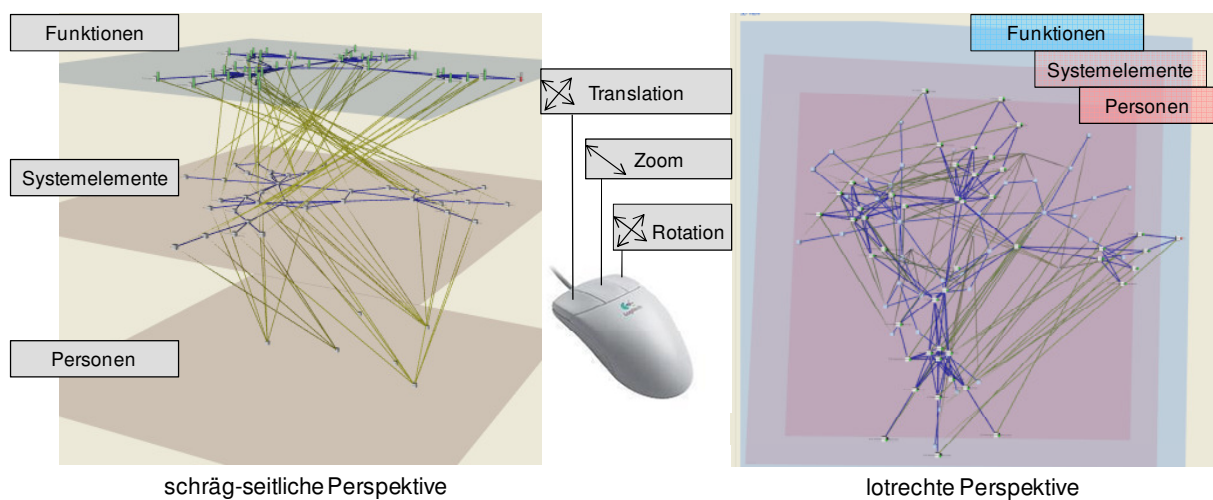 Funktionen
Systemelemente
Personen
Translation
Zoom
Rotation
Funktionen
Systemelemente
Personen
schräg-seitliche Perspektive
lotrechte Perspektive